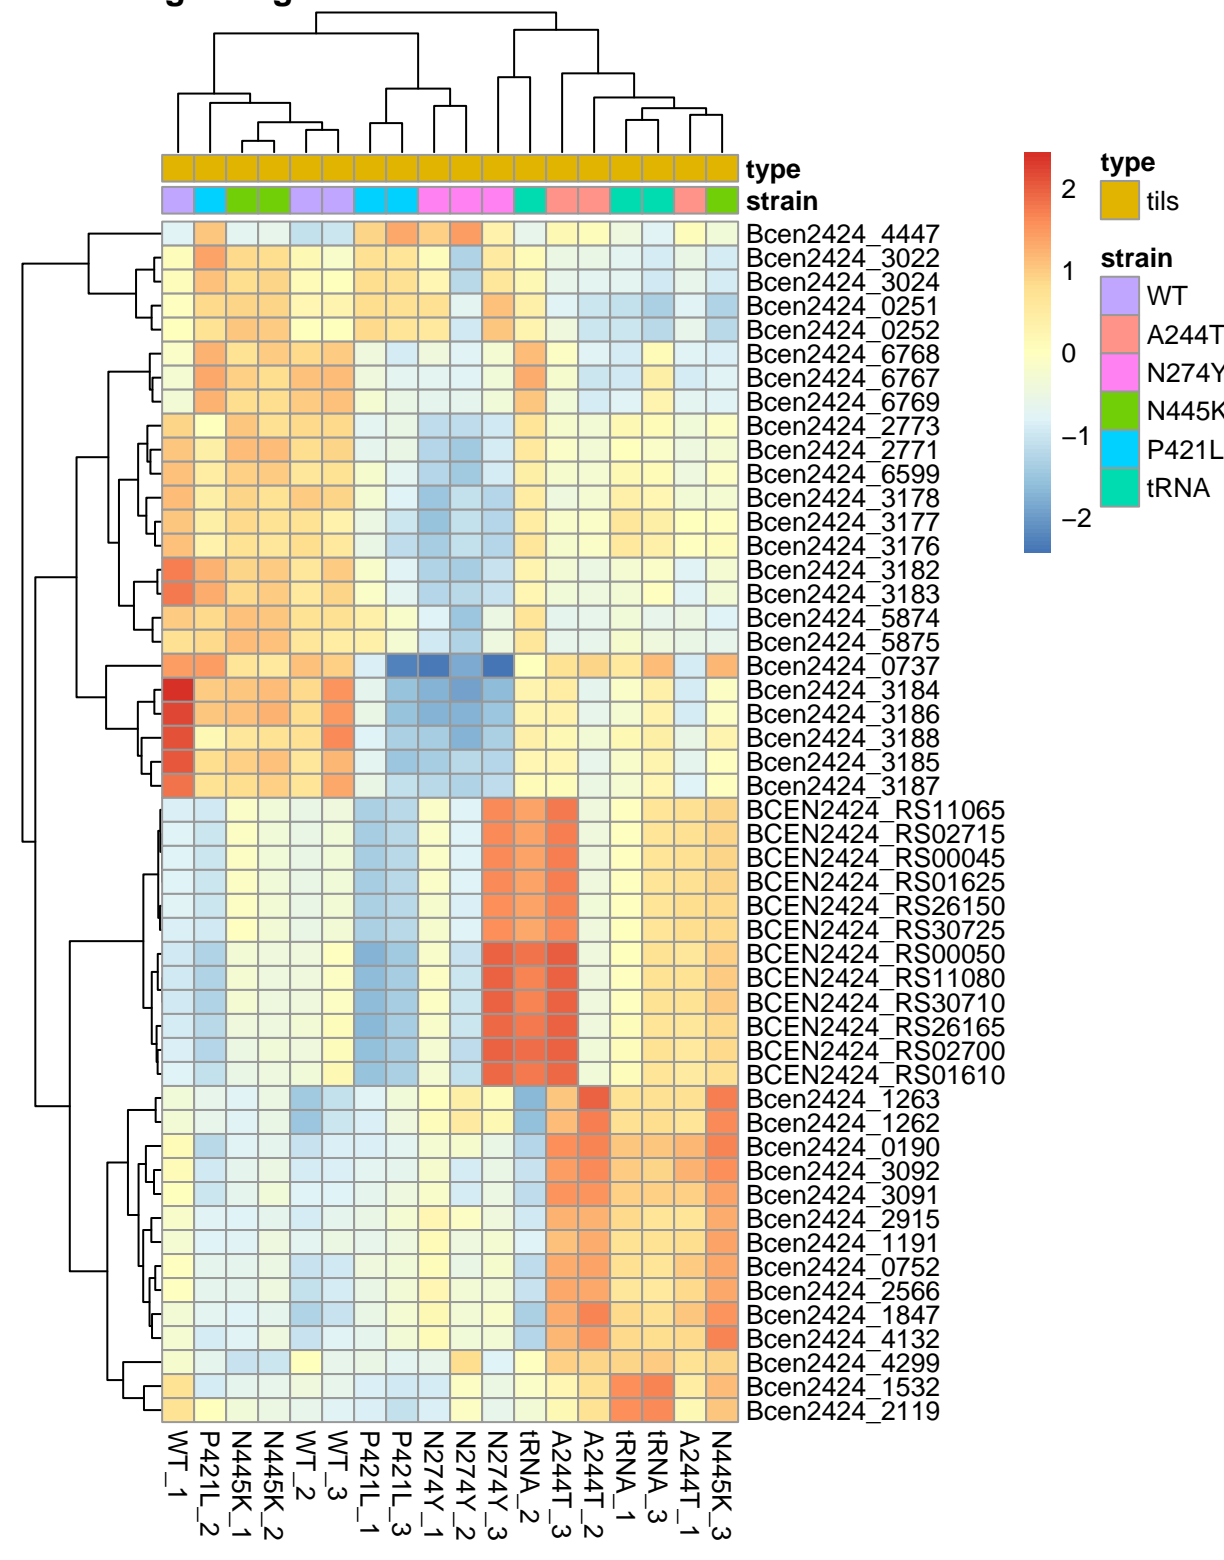 type
strain
Bcen2424_4447
Bcen2424_3022
Bcen2424_3024
Bcen2424_0251
Bcen2424_0252
Bcen2424_6768
Bcen2424_6767
Bcen2424_6769
Bcen2424_2773
Bcen2424_2771
Bcen2424_6599
Bcen2424_3178
Bcen2424_3177
Bcen2424_3176
Bcen2424_3182
Bcen2424_3183
Bcen2424_5874
Bcen2424_5875
Bcen2424_0737
Bcen2424_3184
Bcen2424_3186
Bcen2424_3188
Bcen2424_3185
Bcen2424_3187
BCEN2424_RS11065
BCEN2424_RS02715
BCEN2424_RS00045
BCEN2424_RS01625
BCEN2424_RS26150
BCEN2424_RS30725
BCEN2424_RS00050
BCEN2424_RS11080
BCEN2424_RS30710
BCEN2424_RS26165
BCEN2424_RS02700
BCEN2424_RS01610
Bcen2424_1263
Bcen2424_1262
Bcen2424_0190
Bcen2424_3092
Bcen2424_3091
Bcen2424_2915
Bcen2424_1191
Bcen2424_0752
Bcen2424_2566
Bcen2424_1847
Bcen2424_4132
Bcen2424_4299
Bcen2424_1532
Bcen2424_2119
WT_1
P421L_2
N445K_1
N445K_2
WT_2
WT_3
P421L_1
P421L_3
N274Y_1
N274Y_2
N274Y_3
tRNA_2
A244T_3
A244T_2
tRNA_1
tRNA_3
A244T_1
N445K_3
2
1
0
−1
−2
type
tils
strain
WT
A244T
N274Y
N445K
P421L
tRNA